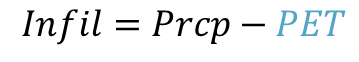 Infil = Prcp − PET